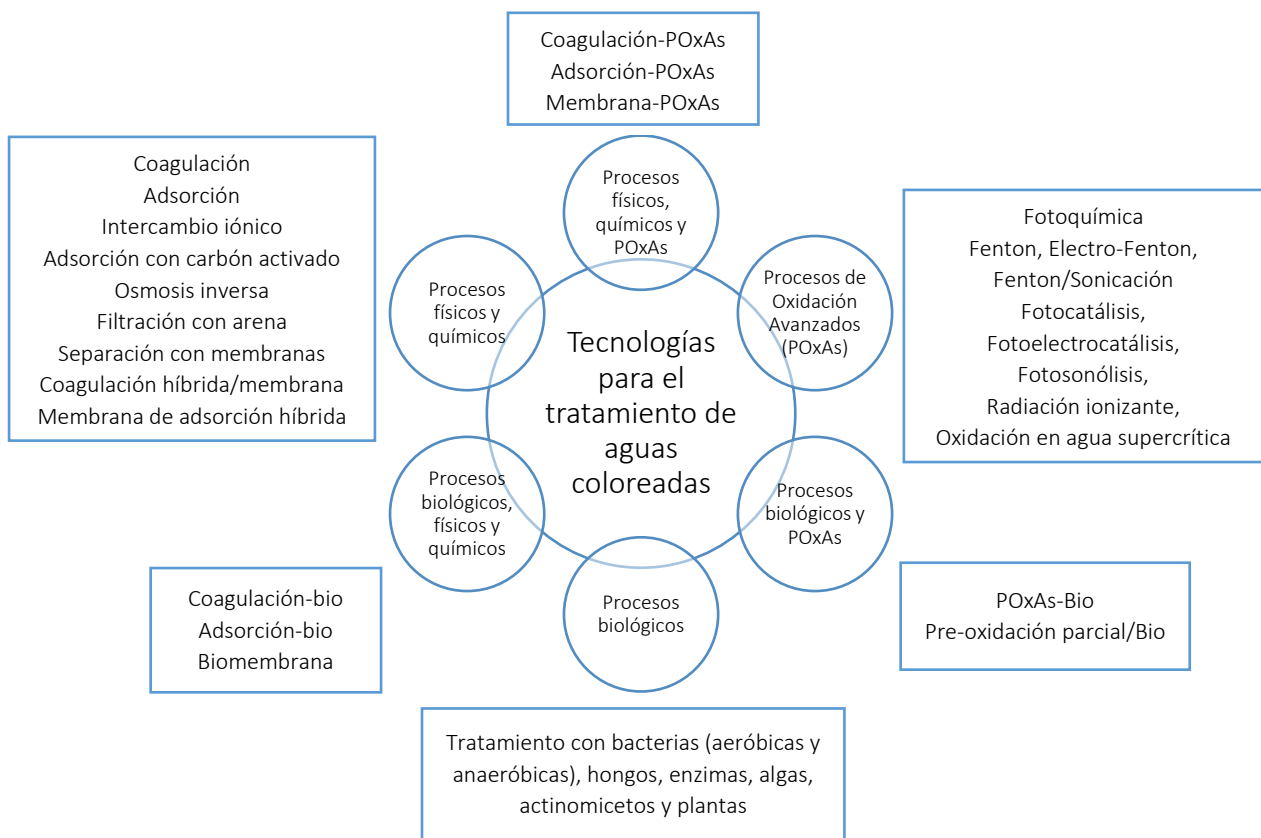 Coagulación-POxAs
Adsorción-POxAs
Membrana-POxAs
Procesos
físicos,
químicos y
POxAs
Coagulación
Adsorción
Intercambio iónico
Adsorción con carbón activado
Osmosis inversa
Filtración con arena
Separación con membranas
Coagulación híbrida/membrana
Membrana de adsorción híbrida
Procesos
físicos y
químicos
Procesos de
Oxidación
Avanzados
(POxAs)
Fotoquímica
Fenton, Electro-Fenton,
Fenton/Sonicación
Fotocatálisis,
Fotoelectrocatálisis,
Fotosonólisis,
Radiación ionizante,
Oxidación en agua supercrítica
Tecnologías
para el
tratamiento de
aguas
coloreadas
Procesos
biológicos,
físicos y
químicos
Procesos
biológicos y
POxAs
Coagulación-bio
Adsorción-bio
Biomembrana
Procesos
biológicos
POxAs-Bio
Pre-oxidación parcial/Bio
Tratamiento con bacterias (aeróbicas y
anaeróbicas), hongos, enzimas, algas,
actinomicetos y plantas